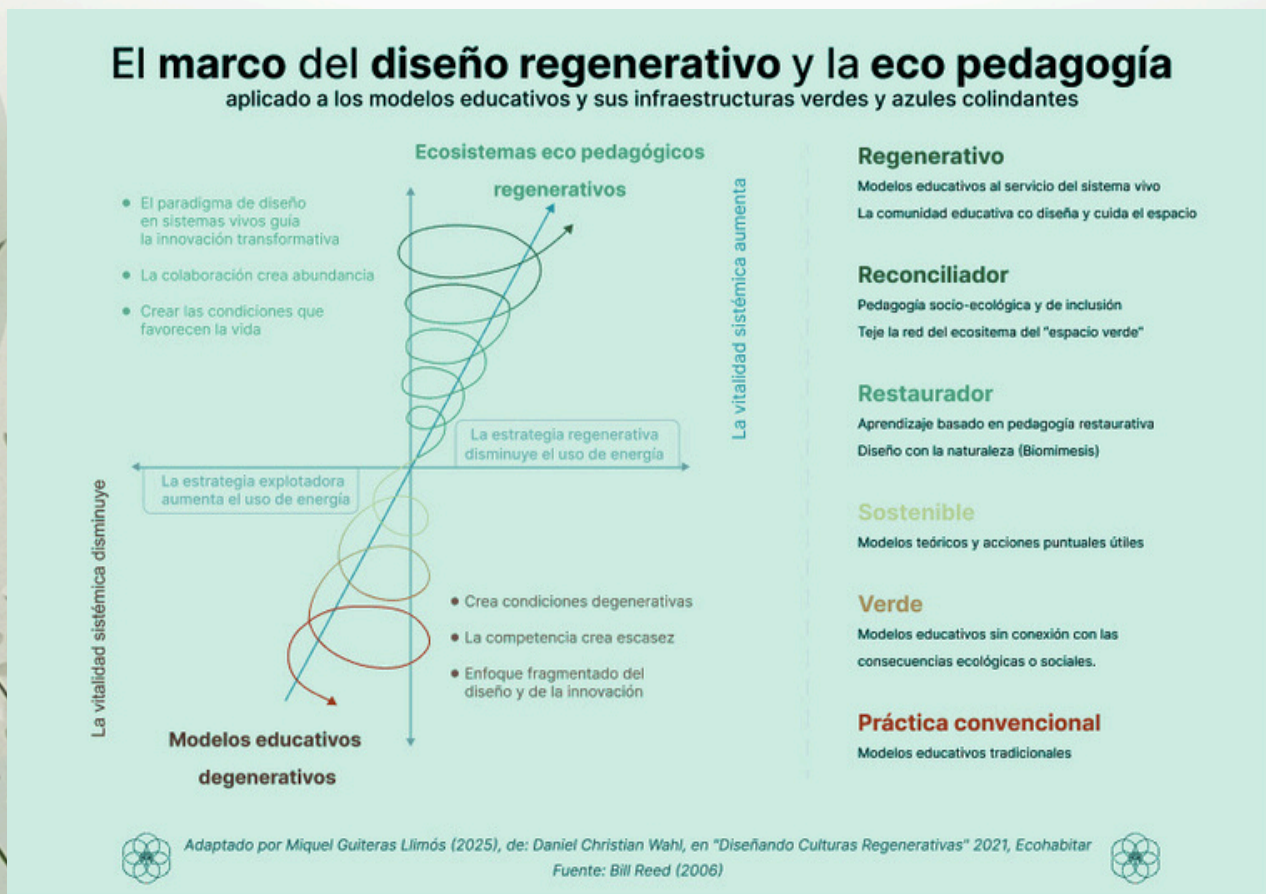 El marco del diseño regenerativo y la eco pedagogía
aplicado a los modelos educativos y sus infraestructuras verdes y azules colindantes
Ecosistemas eco pedagógicos
regenerativos
● El paradigma de diseño
en sistemas vivos guía
la innovación transformativa
● La colaboración crea abundancia
● Crear las condiciones que
favorecen la vida
La vitalidad sistémica aumenta
La estrategia regenerativa
disminuye el uso de energía
La estrategia explotadora
aumenta el uso de energía
La vitalidad sistémica disminuye
● Crea condiciones degenerativas
● La competencia crea escasez
● Enfoque fragmentado del
diseño y de la innovación
Modelos educativos
degenerativos
Regenerativo
Modelos educativos al servicio del sistema vivo
La comunidad educativa co diseña y cuida el espacio
Reconciliador
Pedagogía socio-ecológica y de inclusión
Teje la red del ecositema del "espacio verde"
Restaurador
Aprendizaje basado en pedagogía restaurativa
Diseño con la naturaleza (Biomimesis)
Sostenible
Modelos teóricos y acciones puntuales útiles
Verde
Modelos educativos sin conexión con las
consecuencias ecológicas o sociales.
Práctica convencional
Modelos educativos tradicionales
Adaptado por Miquel Guiteras Llimós (2025), de: Daniel Christian Wahl, en "Diseñando Culturas Regenerativas" 2021, Ecohabitar
Fuente: Bill Reed (2006)